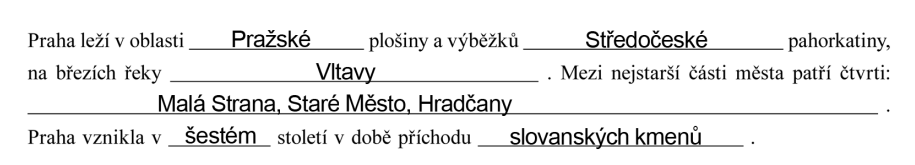 Praha leží v oblasti Pražské plošiny a výběžků Středočeské pahorkatiny,
na březích řeky Vltavy . Mezi nejstarší části města patří čtvrti:
Malá Strana, Staré Město, Hradčany .
Praha vznikla v šestém století v době příchodu slovanských kmenů .